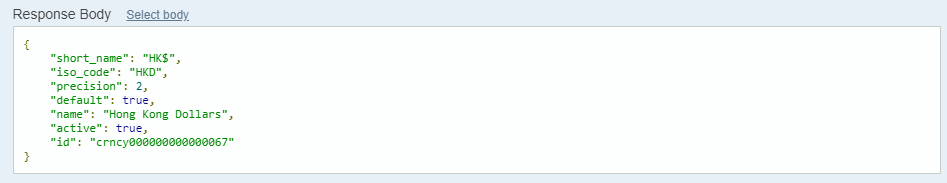 Response Body Select body
{
"short_name": "HK$",
"iso_code": "HKD",
"precision": 2,
"default": true,
"name": "Hong Kong Dollars",
"active": true,
"id": "crncy000000000000067"
}